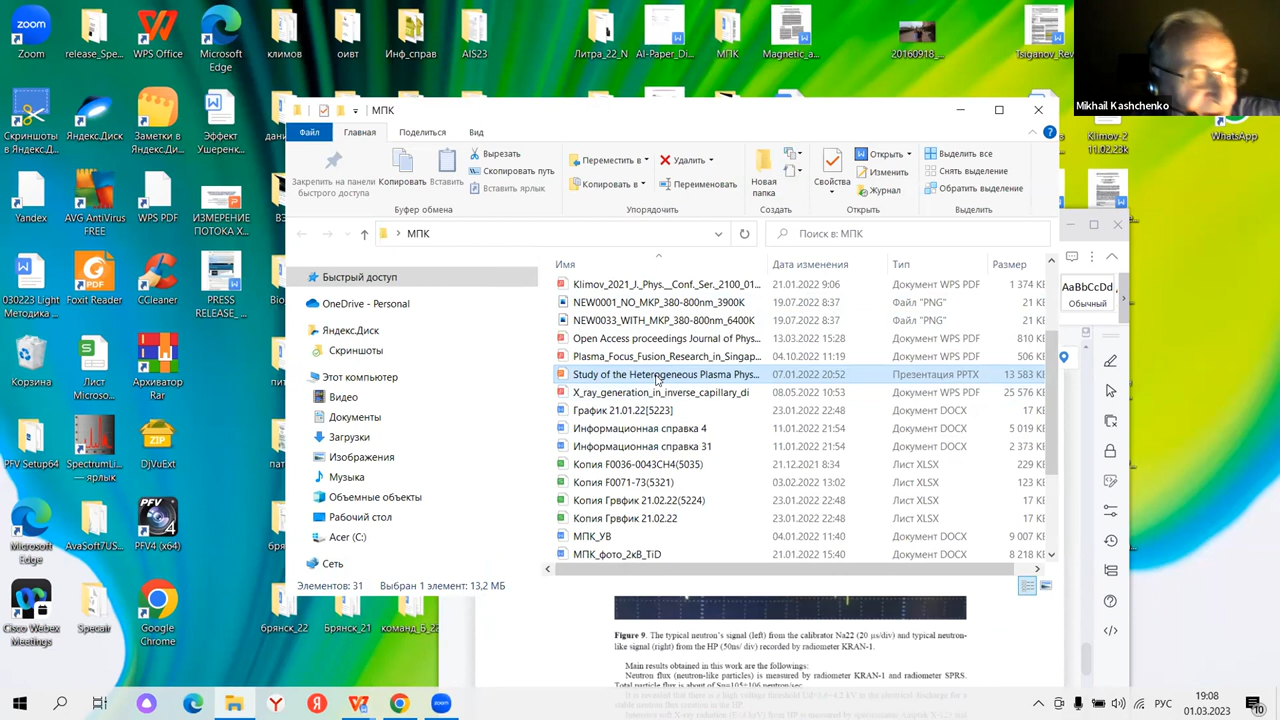 Zoom
release.Gene...
WPS Office
Microsoft
Edge
климов
Инф_справ
AI23
Литра_22_N
AI-Paper_Di...
МПК
Magnetic_a...
20160918_...
Tsiganov_Rev
Mikhail Kashchenko
Скриншоты
в Яндекс.Д...
Яндекс.Диск
Заметки в
Яндекс.Ди...
Эффект
Ушеренк...
Klimov-2
11.02.23k
WhatsApp
Yandex
AVG AntiVirus
FREE
WPS PDF
ИЗМЕРЕНИЕ
ПОТОКА X...
030223 Light
Methodika ...
Foxit Reader
CCleaner
PRESS
RELEASE_...
Корзина
Лист
Microsoft ...
Архиватор
Rar
PFV Setup64
SpectrumLi...
— ярлык
DjVuExt
Microsoft
Edge
AvaSoft7US...
PFV4 (x64)
Cisco Webex
Meetings
Specair
Google
Chrome
брянск_22
Брянск_21
команд_Б_22
МПК
Файл
Главная
Поделиться
Вид
Закрепить на панели
быстрого доступа
Копировать
Вставить
Вырезать
Скопировать путь
Вставить ярлык
Буфер обмена
Переместить в
Копировать в
Удалить
Переименовать
Упорядочить
Новая
папка
Создать
Свойства
Открыть
Изменить
Журнал
Открыть
Выделить все
Снять выделение
Обратить выделение
Выделить
МПК
Поиск в: МПК
Быстрый доступ
OneDrive - Personal
Яндекс.Диск
Скриншоты
Этот компьютер
Видео
Документы
Загрузки
Изображения
Музыка
Объемные объекты
Рабочий стол
Acer (C:)
Сеть
Имя Дата изменения Тип Размер
Klimov_2021_J._Phys.__Conf._Ser._2100_01... 21.01.2022 9:06 Документ WPS PDF 1 374 КБ
NEW0001_NO_MKP_380-800nm_3900K 19.07.2022 8:37 Файл "PNG"
NEW0033_WITH_MKP_380-800nm_6400K 19.07.2022 8:37 Файл "PNG"
Open Access proceedings Journal of Phys... 13.03.2022 15:28 Документ WPS PDF 810 КБ
Plasma_Focus_Fusion_Research_in_Singap... 04.10.2022 11:19 Документ WPS PDF 506 КБ
Study of the Heterogeneous Plasma Phys... 07.01.2022 20:52 Презентация PPTX 13 583 КБ
X_ray_generation_in_inverse_capillary_di 08.05.2022 10:53 Документ WPS PDF 25 576 КБ
График 21.01.22[5223] 23.01.2022 22:48 Документ DOCX 17 КБ
Информационная справка 4 11.01.2022 21:54 Документ DOCX 5 019 КБ
Информационная справка 31 11.01.2022 21:54 Документ DOCX 2 373 КБ
Копия F0036-0043CH4(5035) 21.12.2021 8:34 Лист XLSX 229 КБ
Копия F0071-73(5321) 03.02.2022 13:02 Лист XLSX 123 КБ
Копия Грвфик 21.02.22(5224) 23.01.2022 22:48 Лист XLSX 17 КБ
Копия Грвфик 21.02.22 23.01.2022 22:48 Лист XLSX 17 КБ
МПК_УВ 04.01.2022 11:40 Документ DOCX 9 007 КБ
МПК_фото_2кВ_TiD 21.01.2022 15:40 Документ DOCX 8 218 КБ
Элементов: 31 Выбран 1 элемент: 13,2 МБ
AaBbCcDd
Обычный
Figure 9. The typical neutron's signal (left) from the calibrator Na22 (20 μs/div) and typical neutron-
like signal (right) from the HP (50ns/ div) recorded by radiometer KRAN-1.
Main results obtained in this work are the following:
Neutron flux (neutron-like particles) is measured by radiometer KRAN-1 and radiometer SPRS.
19:08
01.03.2023